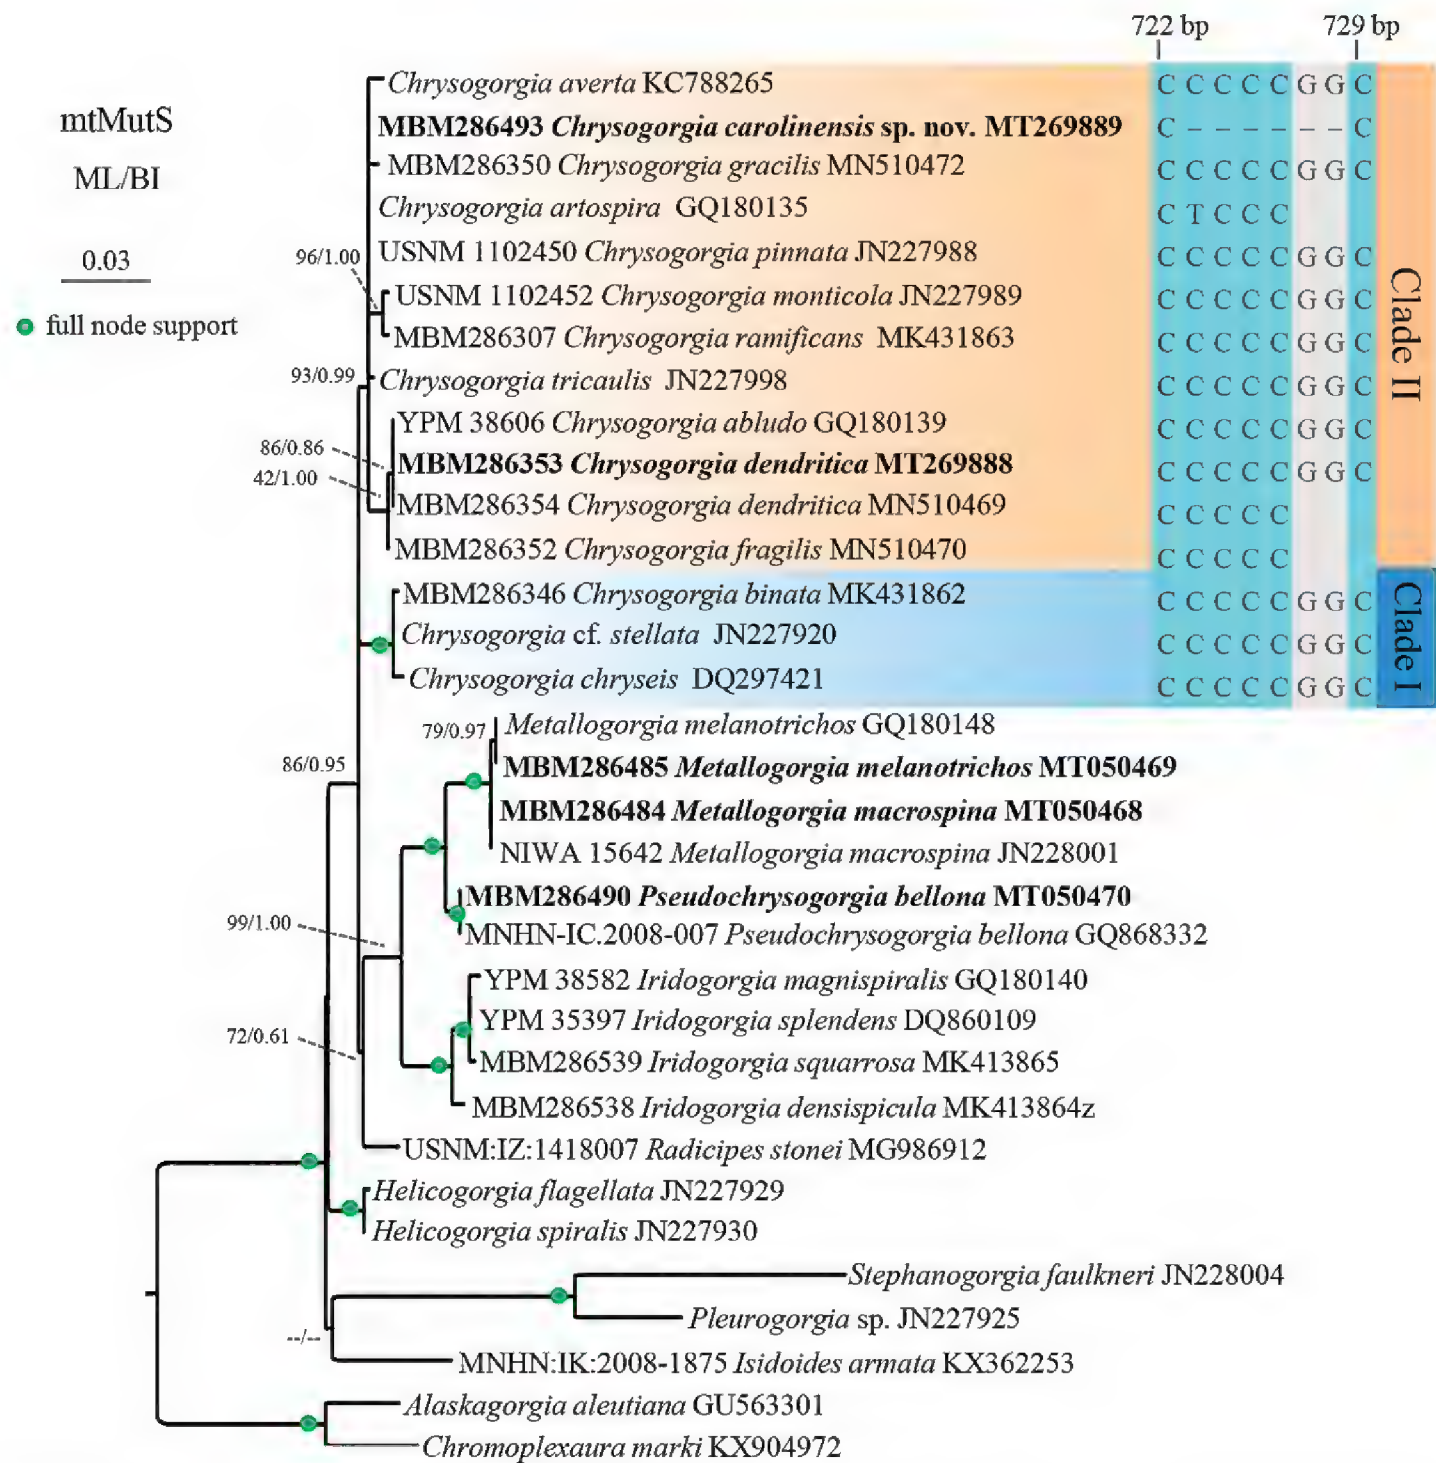 722 bp 729 bp
mtMutS
ML/BI
0.03
full node support
Chrysogorgia averta KC788265 C C C C C G G C
MBM286493 Chrysogorgia carolinensis sp. nov. MT269889 C – – – – – – C
MBM286350 Chrysogorgia gracilis MN510472 C C C C C G G C
Chrysogorgia artospira GQ180135 C T C C C
96/1.00 USNM 1102450 Chrysogorgia pinnata JN227988 C C C C C G G C
USNM 1102452 Chrysogorgia monticola JN227989 C C C C C G G C
MBM286307 Chrysogorgia ramificans MK431863 C C C C C G G C
Clade II
93/0.99 Chrysogorgia tricaulis JN227998 C C C C C G G C
YPM 38606 Chrysogorgia abludo GQ180139 C C C C C G G C
86/0.86
MBM286353 Chrysogorgia dendritica MT269888 C C C C C G G C
42/1.00
MBM286354 Chrysogorgia dendritica MN510469 C C C C C
MBM286352 Chrysogorgia fragilis MN510470 C C C C C
MBM286346 Chrysogorgia binata MK431862 C C C C C G G C
Chrysogorgia cf. stellata JN227920 C C C C C G G C
Clade I
Chrysogorgia chryseis DQ297421 C C C C C G G C
79/0.97 Metallogorgia melanotrichos GQ180148
86/0.95 MBM286485 Metallogorgia melanotrichos MT050469
MBM286484 Metallogorgia macrospina MT050468
NIWA 15642 Metallogorgia macrospina JN228001
MBM286490 Pseudochrysogorgia bellona MT050470
99/1.00
MNHN-IC.2008-007 Pseudochrysogorgia bellona GQ868332
YPM 38582 Iridogorgia magnispiralis GQ180140
YPM 35397 Iridogorgia splendens DQ860109
72/0.61
MBM286539 Iridogorgia squarrosa MK413865
MBM286538 Iridogorgia densispicula MK413864z
USNM:IZ:1418007 Radicipes stonei MG986912
Helicogorgia flagellata JN227929
Helicogorgia spiralis JN227930
Stephanogorgia faulkneri JN228004
Pleurogorgia sp. JN227925
--/--
MNHN:IK:2008-1875 Isidoides armata KX362253
Alaskagorgia aleutiana GU563301
Chromoplexaura marki KX904972